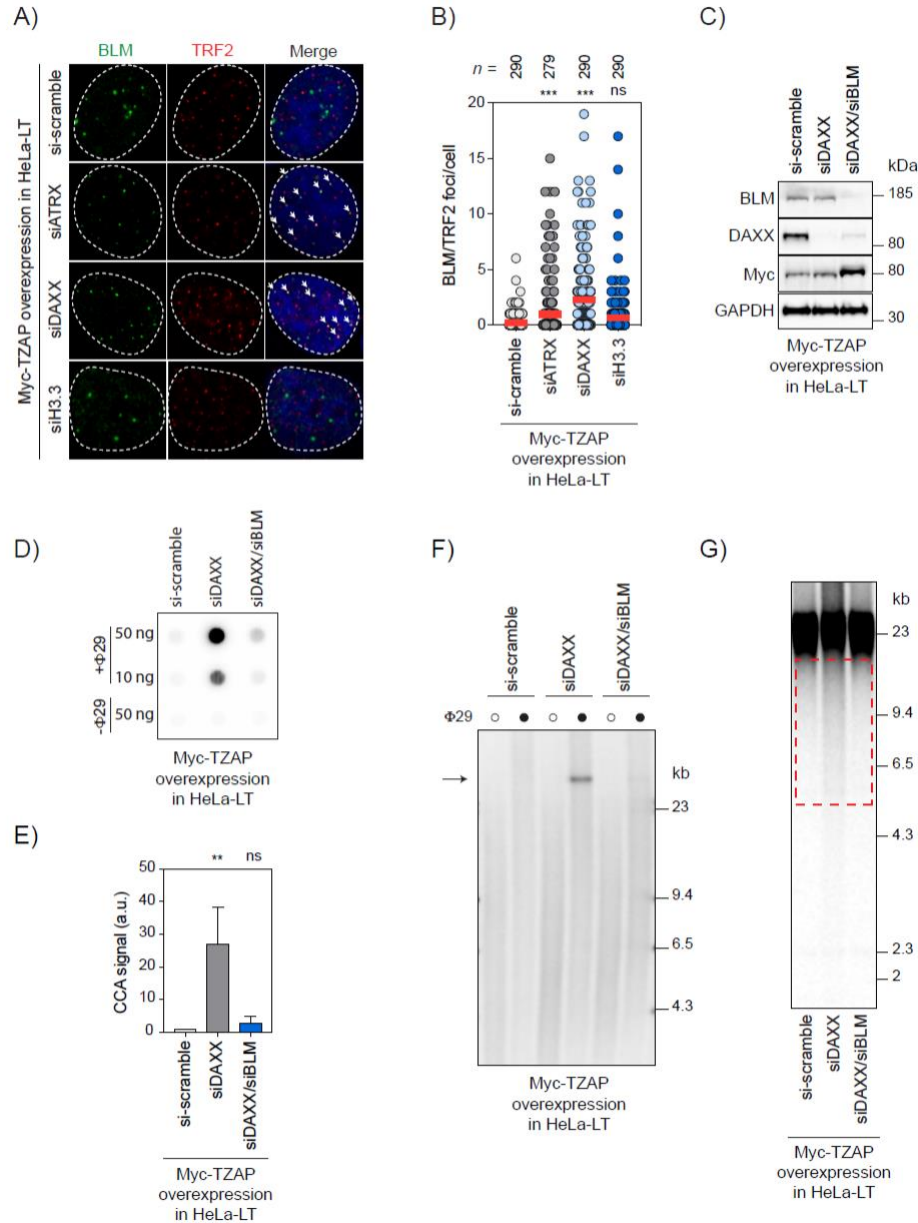 A)
BLM TRF2 Merge
Myc-TZAP overexpression in HeLa-LT
si-scramble
siATRX
siDAXX
siH3.3
B)
n = 290 279 290 290
*** *** ns
BLM/TRF2 foci/cell
20
15
10
5
0
si-crramble
siATRX
siDAXX
siH3.3
Myc-TZAP
overexpression
in HeLa-LT
C)
si-scramble
siDAXX
siDAXX/siBLM
kDa
BLM 185
DAXX 80
Myc 80
GAPDH 30
Myc-TZAP
overexpression
in HeLa-LT
D)
si-scramble
siDAXX
siDAXX/siBLM
+Φ29
50 ng
10 ng
-Φ29
50 ng
Myc-TZAP
overexpression
in HeLa-LT
E)
** ns
CCA signal (a.u.)
50
40
30
20
10
0
si-scramble
siDAXX
siDAXX/siBLM
Myc-TZAP
overexpression
in HeLa-LT
F)
si-scramble
siDAXX
siDAXX/siBLM
Φ29
kb
23
9.4
6.5
4.3
Myc-TZAP
overexpression
in HeLa-LT
G)
kb
23
9.4
6.5
4.3
2.3
2
si-scramble
siDAXX
siDAXX/siBLM
Myc-TZAP
overexpression
in HeLa-LT